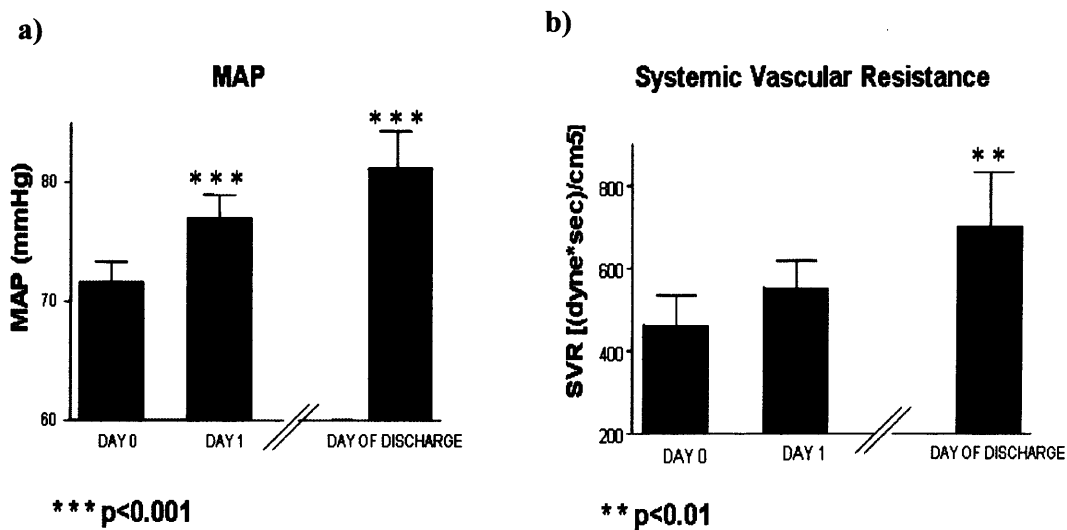 a)
MAP
MAP (mmHg)
80
70
60
***
***
DAY 0 DAY 1 DAY OF DISCHARGE
*** p<0.001
b)
Systemic Vascular Resistance
SVR [(dyne*sec)/cm5]
800
600
400
200
**
DAY 0 DAY 1 DAY OF DISCHARGE
** p<0.01